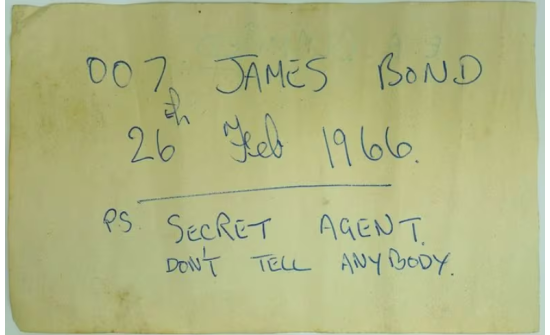 007 JAMES BOND
26th Feb 1966.
PS. SECRET AGENT.
DON'T TELL ANYBODY.